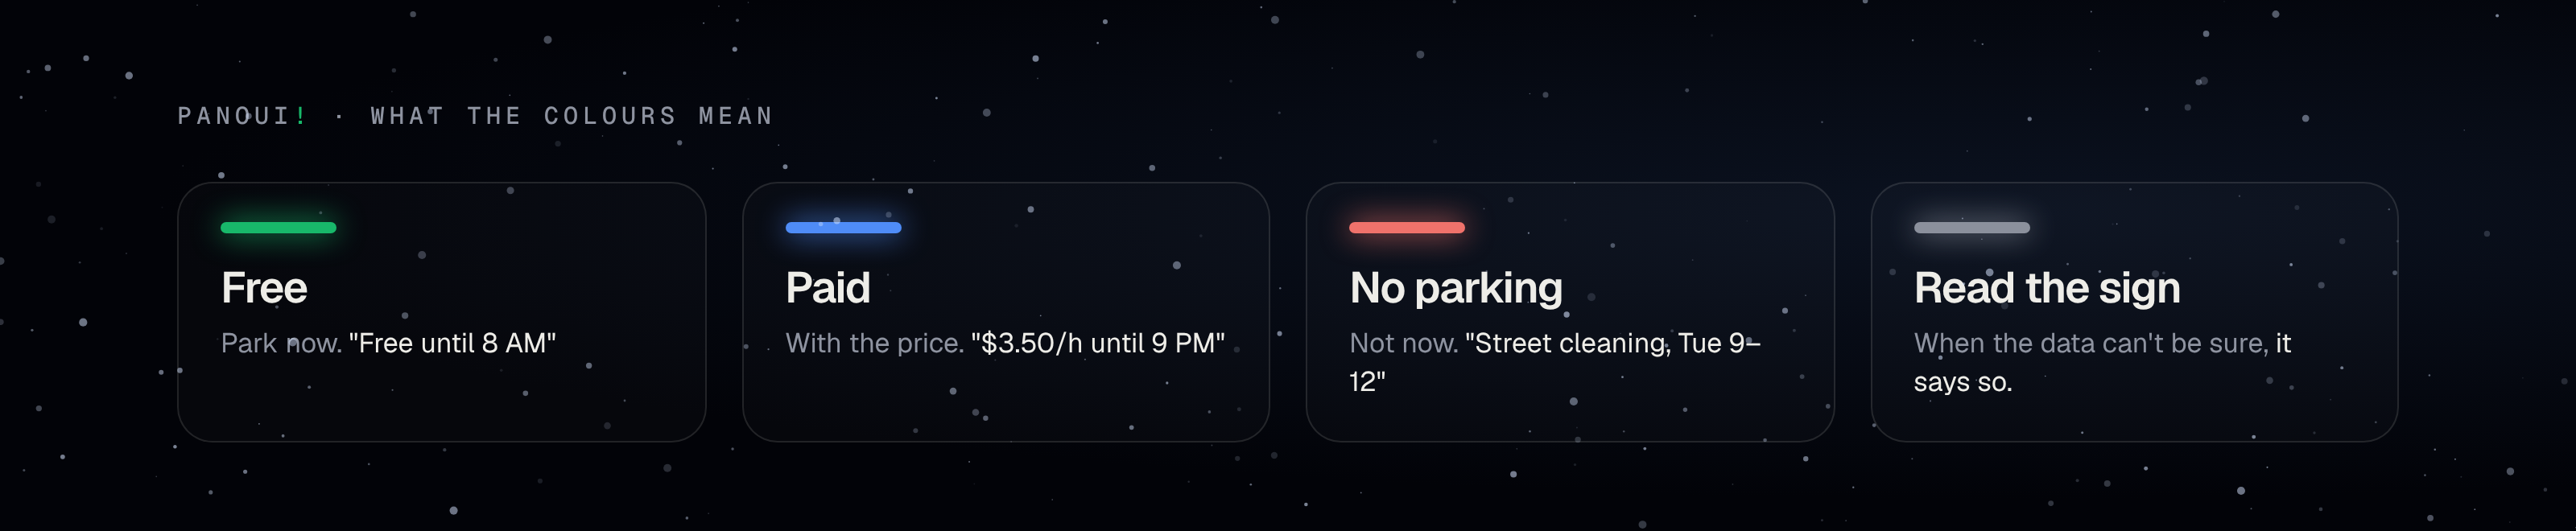 PANOUI! · WHAT THE COLOURS MEAN
Free
Park now. "Free until 8 AM"
Paid
With the price. "$3.50/h until 9 PM"
No parking
Not now. "Street cleaning, Tue 9–
12"
Read the sign
When the data can't be sure, it
says so.